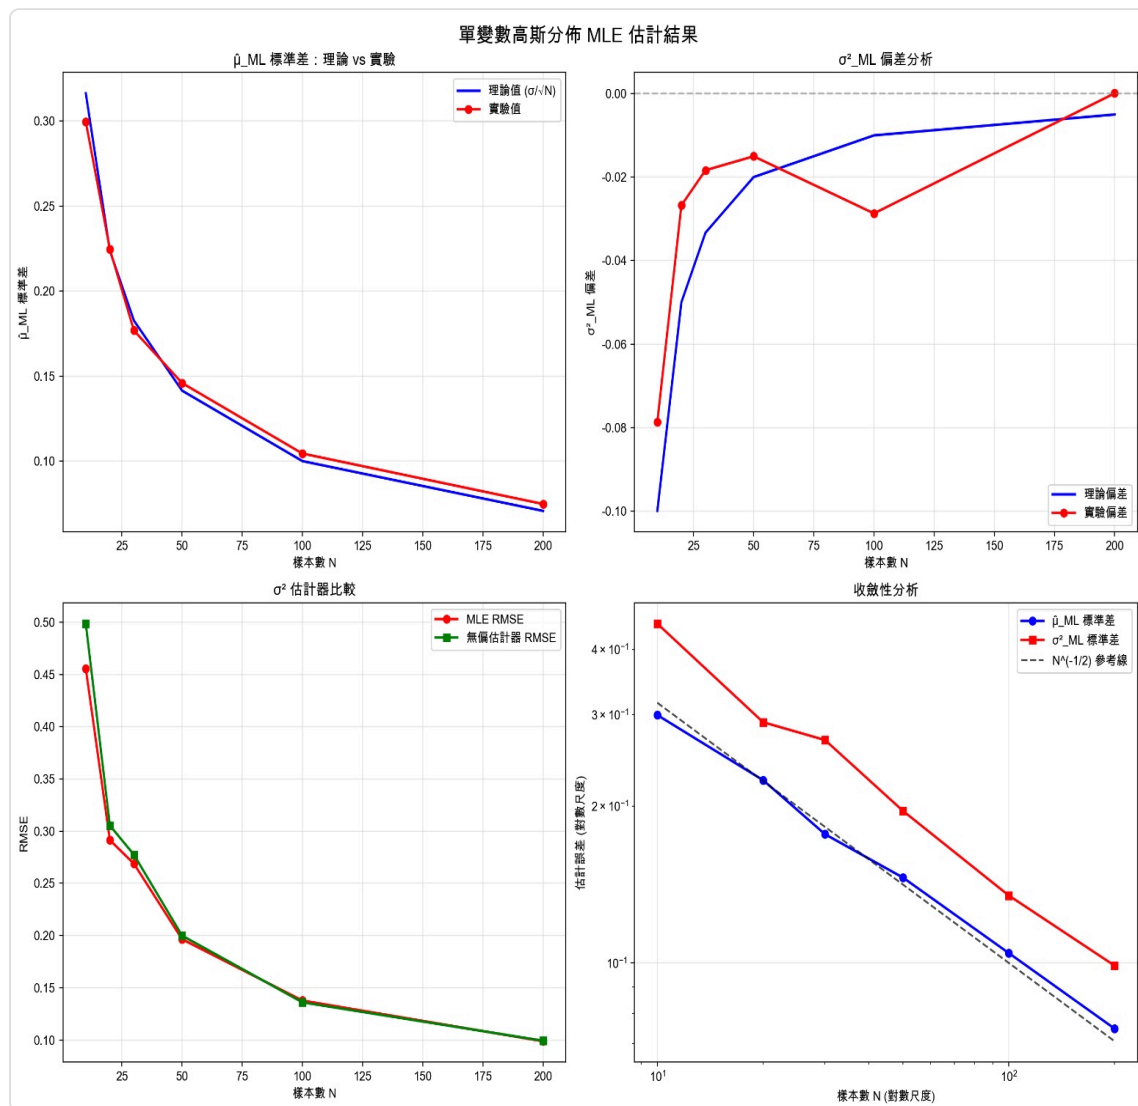 單變數高斯分佈 MLE 估計結果
μ̂_ML 標準差：理論 vs 實驗
理論值 (σ/√N)
實驗值
0.30
0.25
0.20
0.15
0.10
μ̂_ML 標準差
25
50
75
100
125
150
175
200
樣本數 N
σ²_ML 偏差分析
0.00
-0.02
-0.04
-0.06
-0.08
-0.10
σ²_ML 偏差
理論偏差
實驗偏差
25
50
75
100
125
150
175
200
樣本數 N
σ² 估計器比較
MLE RMSE
無偏估計器 RMSE
0.50
0.45
0.40
0.35
0.30
0.25
0.20
0.15
0.10
RMSE
25
50
75
100
125
150
175
200
樣本數 N
收斂性分析
μ̂_ML 標準差
σ²_ML 標準差
N^(-1/2) 參考線
4 × 10⁻¹
3 × 10⁻¹
2 × 10⁻¹
10⁻¹
估計誤差 (對數尺度)
10¹
10²
樣本數 N (對數尺度)